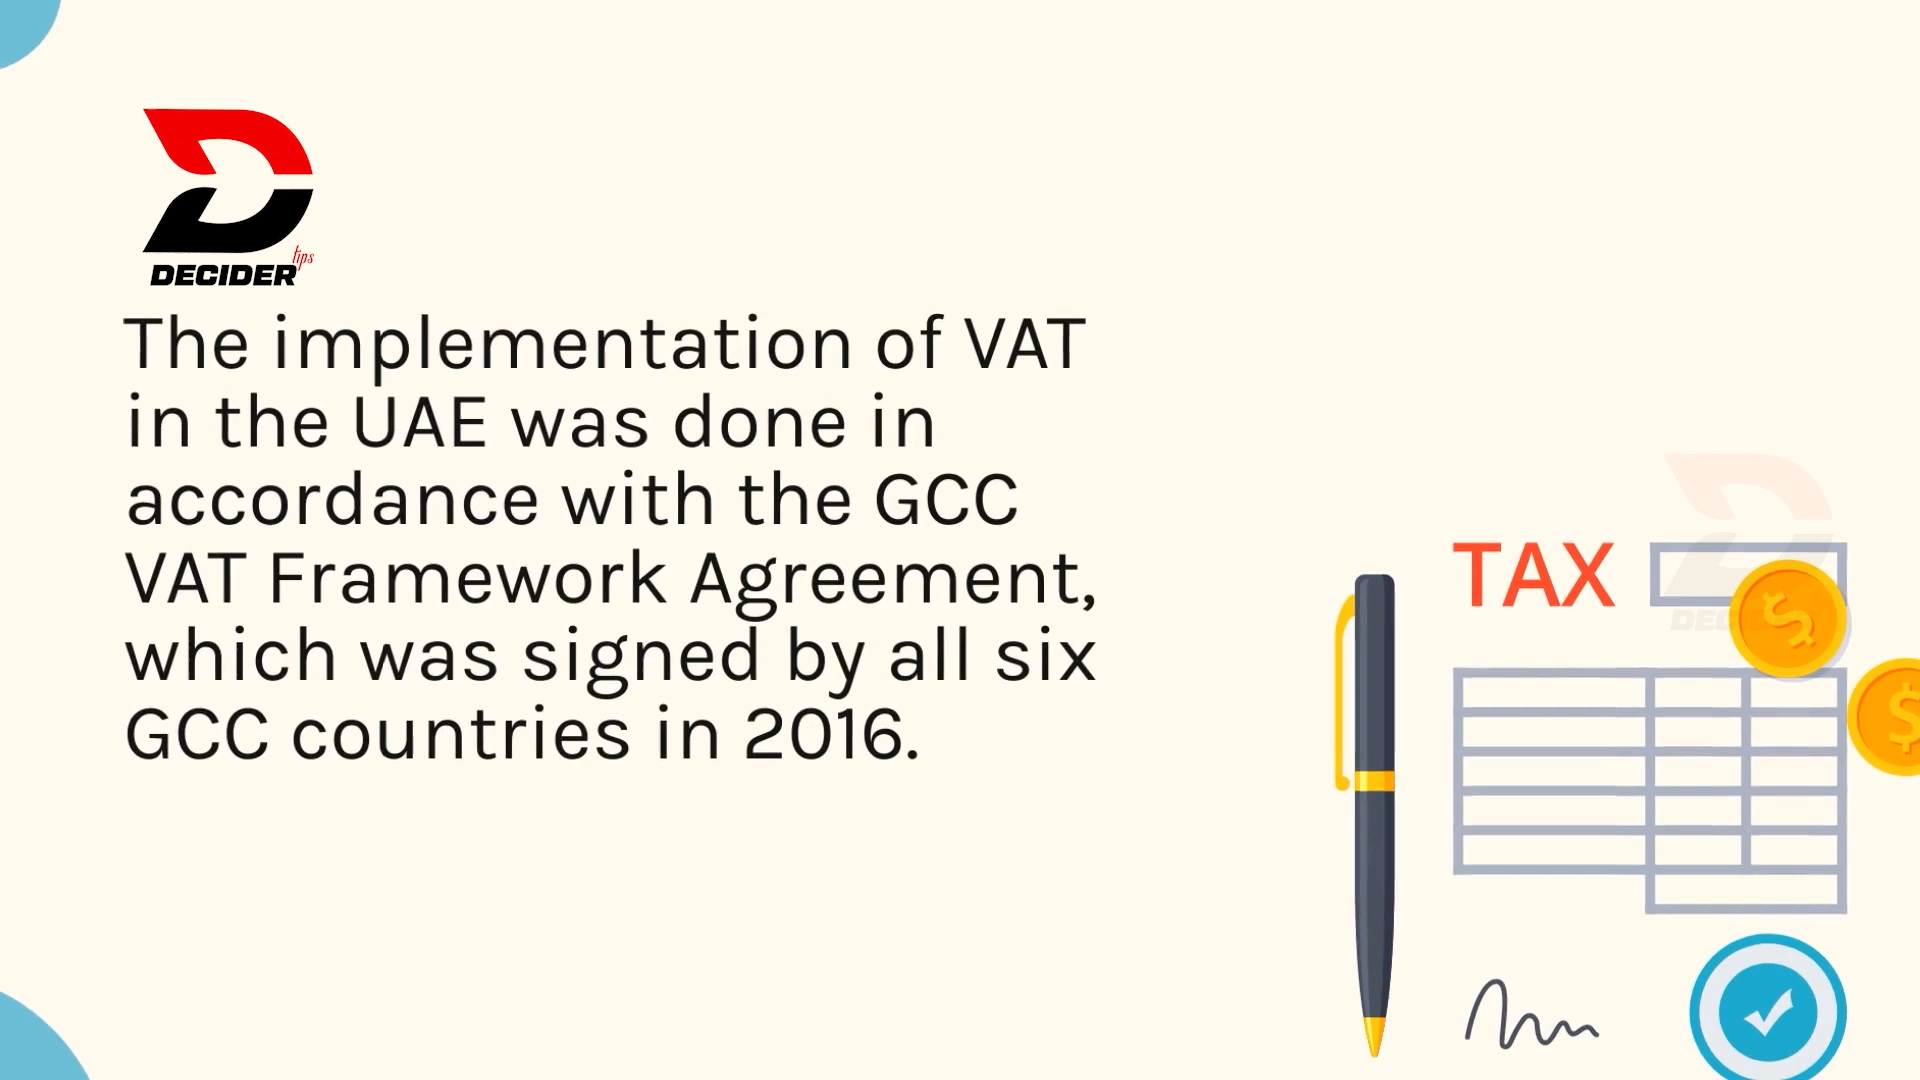 tips
DECIDER
The implementation of VAT
in the UAE was done in
accordance with the GCC
VAT Framework Agreement,
which was signed by all six
GCC countries in 2016.
TAX
$
$